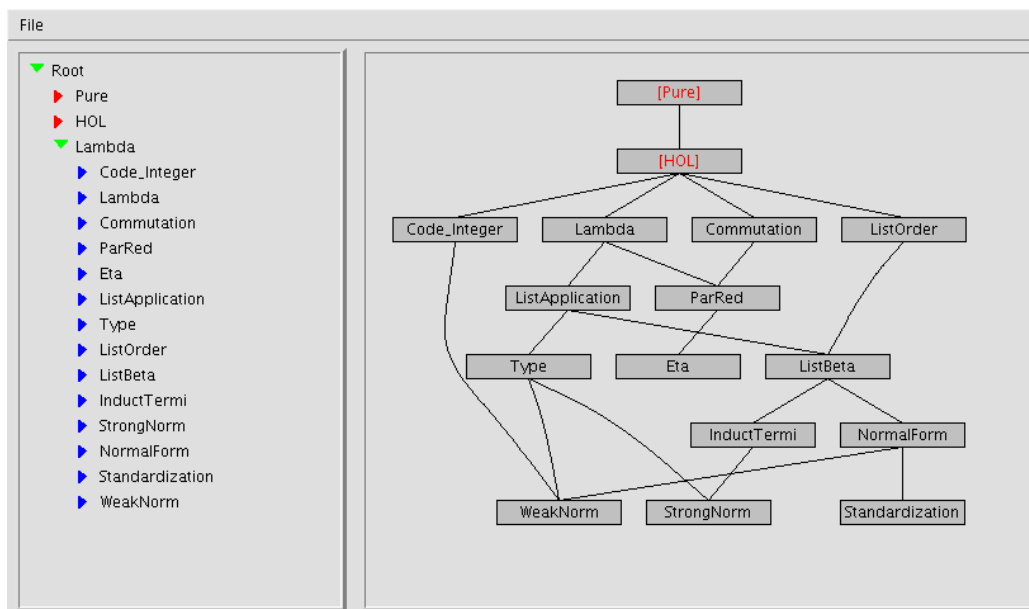 File
Root
Pure
HOL
Lambda
Code_Integer
Lambda
Commutation
ParRed
Eta
ListApplication
Type
ListOrder
ListBeta
InductTermi
StrongNorm
NormalForm
Standardization
WeakNorm
[Pure]
[HOL]
Code_Integer Lambda Commutation ListOrder
ListApplication ParRed
Type Eta ListBeta
InductTermi NormalForm
WeakNorm StrongNorm Standardization